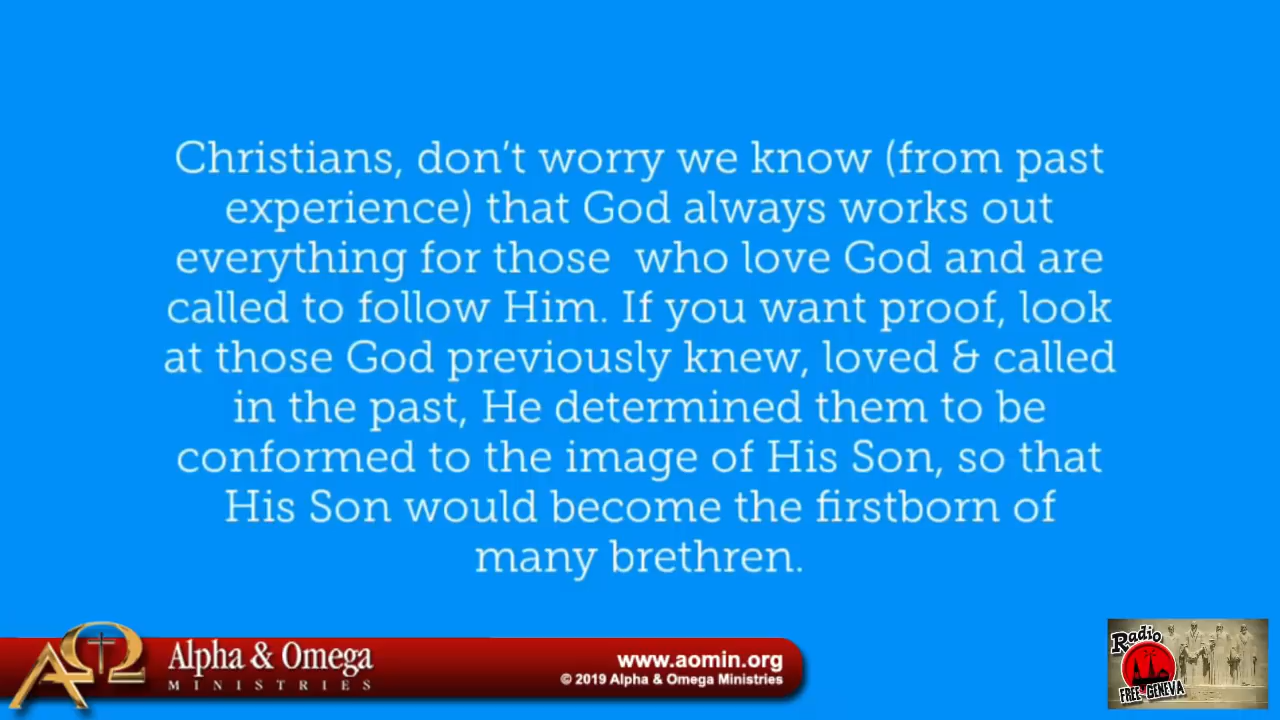 Christians, don't worry we know (from past
experience) that God always works out
everything for those  who love God and are
called to follow Him. If you want proof, look
at those God previously knew, loved & called
in the past, He determined them to be
conformed to the image of His Son, so that
His Son would become the firstborn of
many brethren.
ΑΩ
Alpha & Omega
MINISTRIES
www.aomin.org
© 2019 Alpha & Omega Ministries
Radio
FREE GENEVA